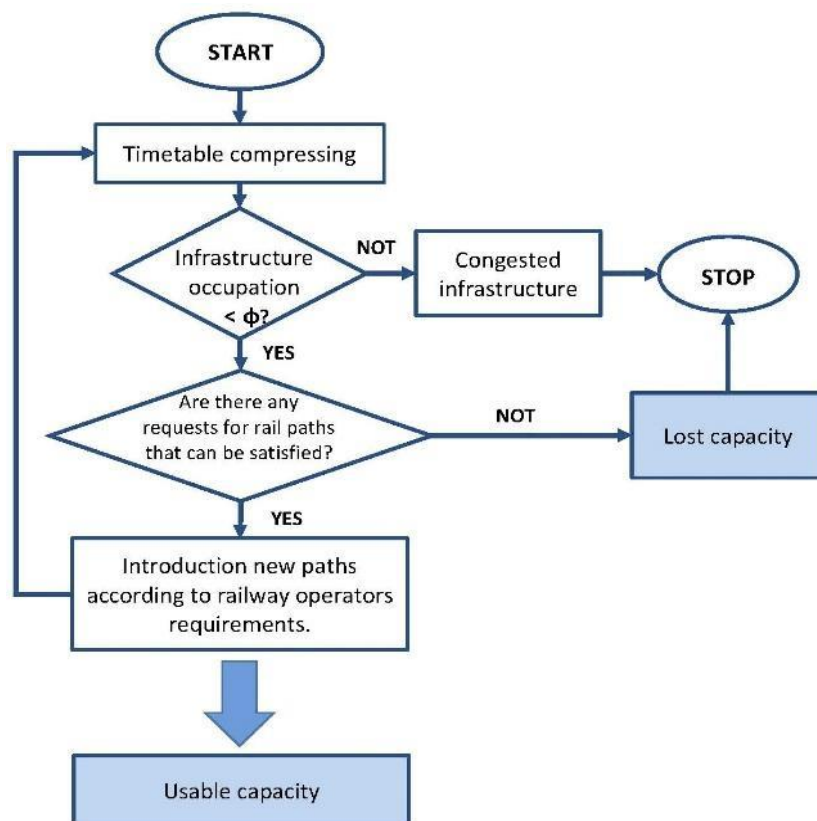 START
Timetable compressing
Infrastructure
occupation
< ϕ?
NOT
Congested
infrastructure
STOP
YES
Are there any
requests for rail paths
that can be satisfied?
NOT
Lost capacity
YES
Introduction new paths
according to railway operators
requirements.
Usable capacity